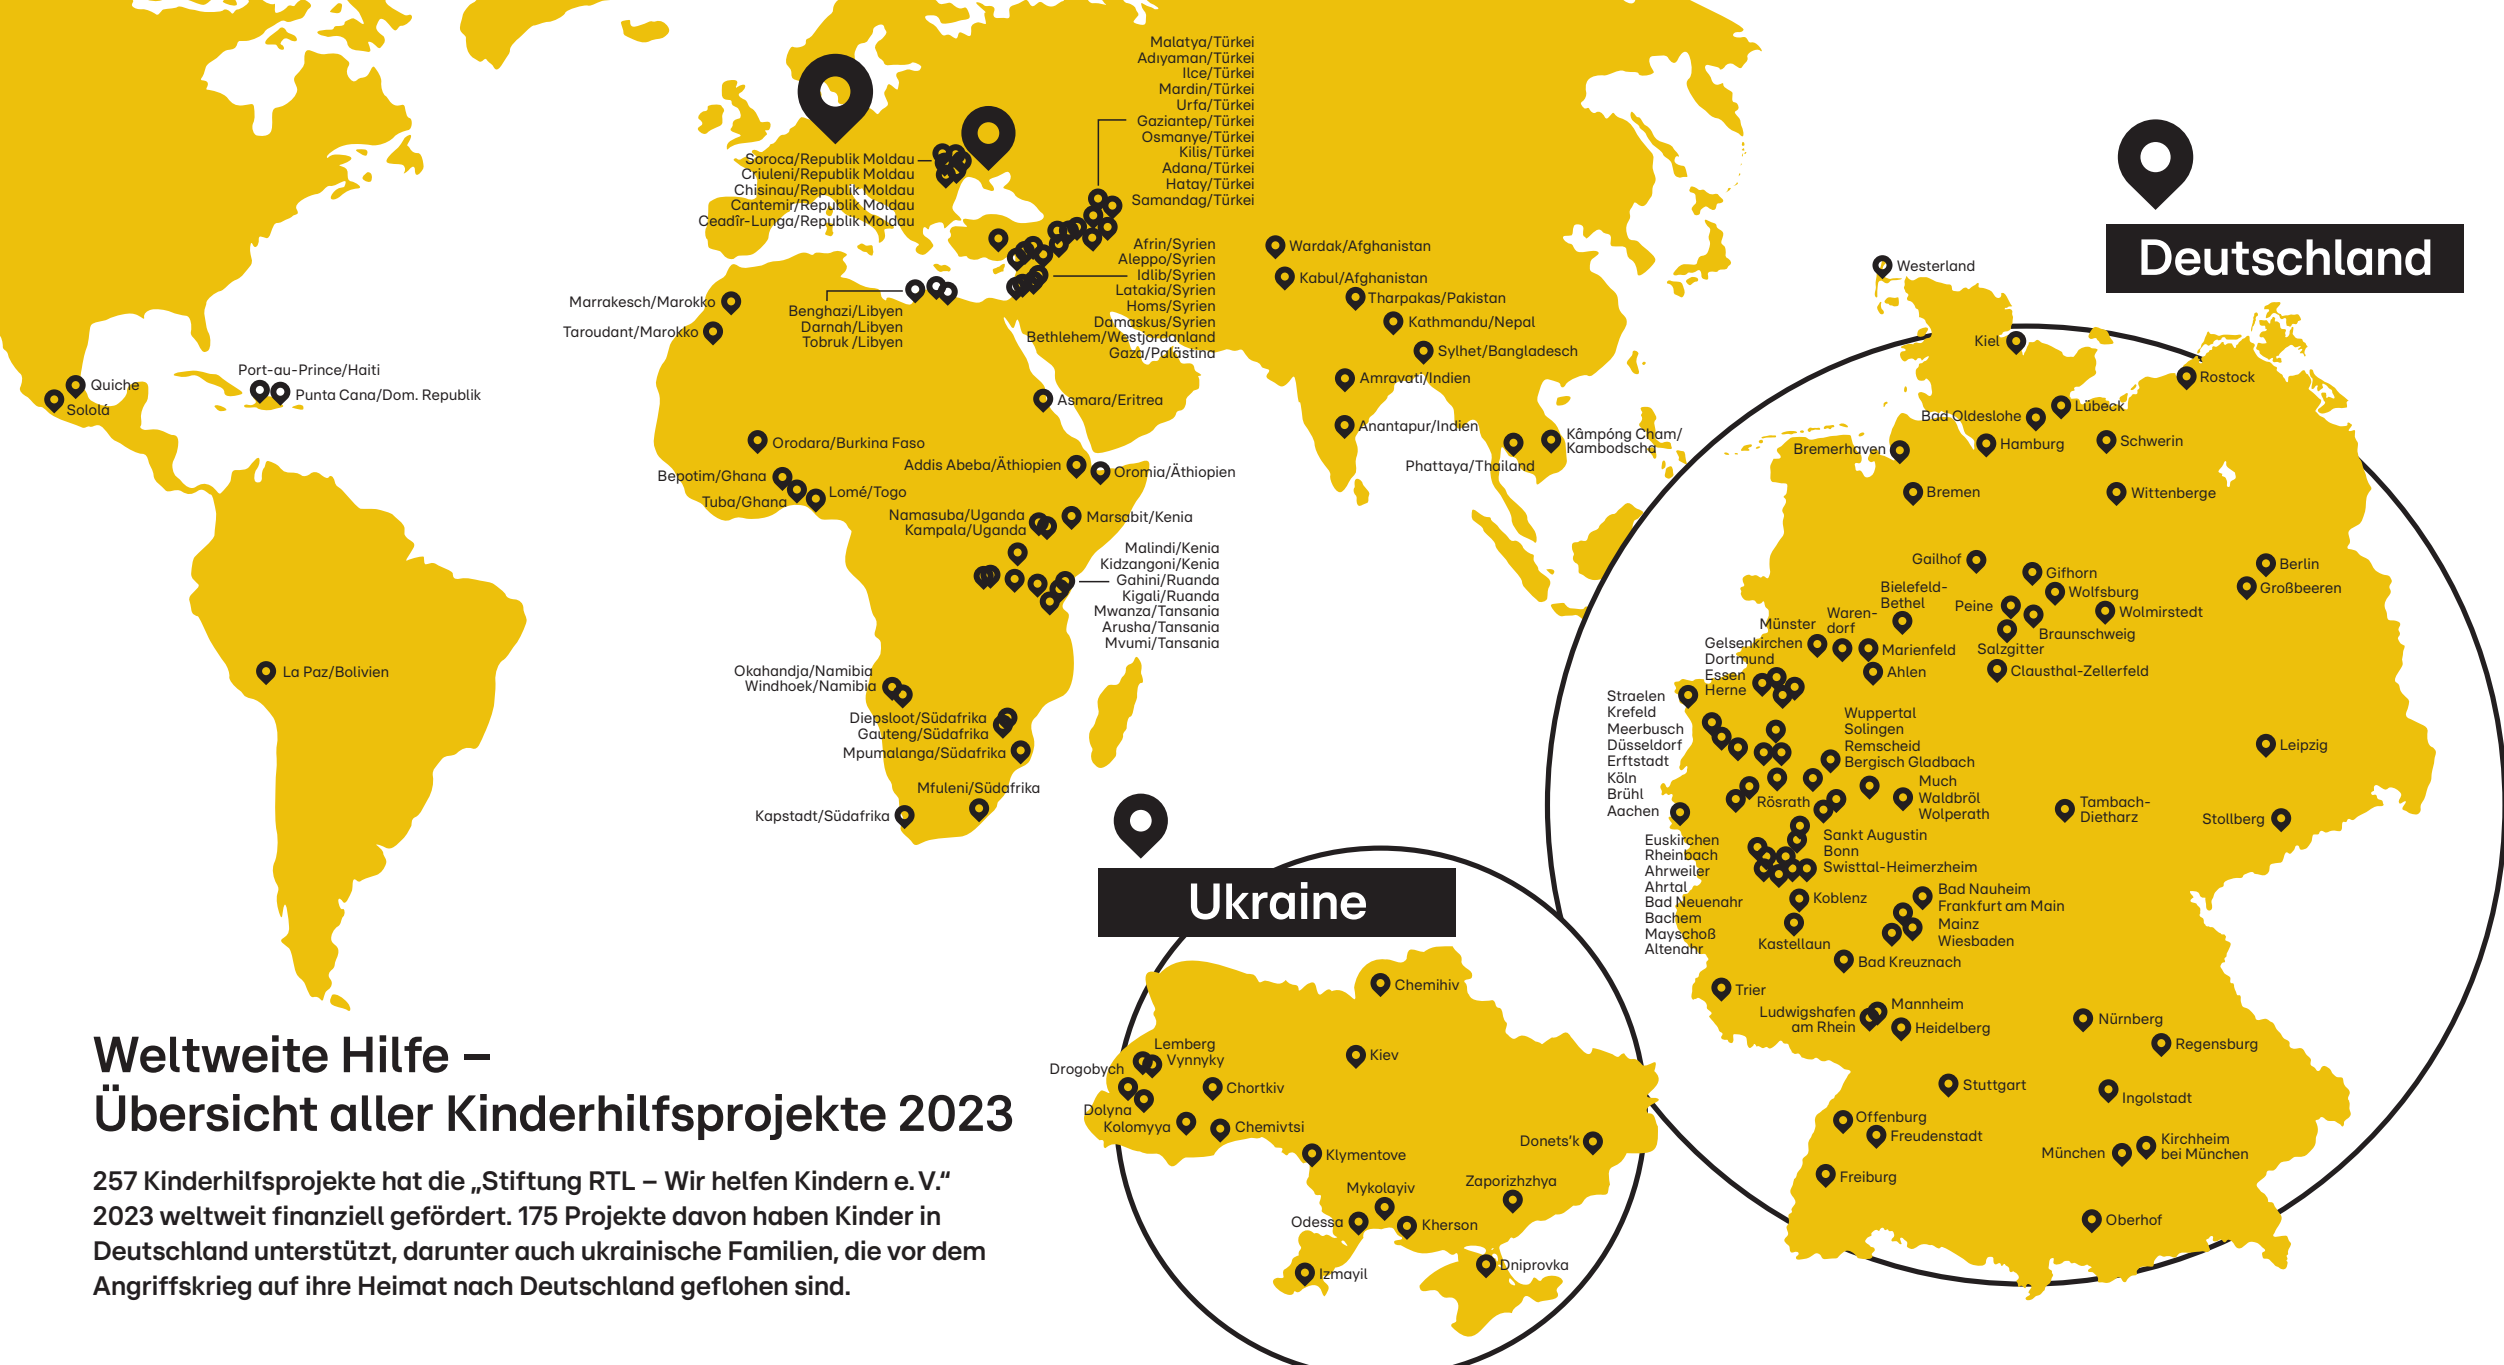 Malatya/Türkei
Adıyaman/Türkei
Ilce/Türkei
Mardin/Türkei
Urfa/Türkei
Gaziantep/Türkei
Osmanye/Türkei
Kilis/Türkei
Adana/Türkei
Hatay/Türkei
Samandag/Türkei
Soroca/Republik Moldau
Criuleni/Republik Moldau
Chisinau/Republik Moldau
Cantemir/Republik Moldau
Ceadîr-Lunga/Republik Moldau
Afrin/Syrien
Aleppo/Syrien
Idlib/Syrien
Latakia/Syrien
Homs/Syrien
Damaskus/Syrien
Bethlehem/Westjordanland
Gaza/Palästina
Wardak/Afghanistan
Kabul/Afghanistan
Tharpakas/Pakistan
Kathmandu/Nepal
Sylhet/Bangladesch
Amravati/Indien
Anantapur/Indien
Phattaya/Thailand
Kâmpóng Cham/
Kambodscha
Marrakesch/Marokko
Taroudant/Marokko
Benghazi/Libyen
Darnah/Libyen
Tobruk /Libyen
Quiche
Sololá
Port-au-Prince/Haiti
Punta Cana/Dom. Republik
La Paz/Bolivien
Asmara/Eritrea
Orodara/Burkina Faso
Bepotim/Ghana
Tuba/Ghana
Lomé/Togo
Addis Abeba/Äthiopien
Oromia/Äthiopien
Namasuba/Uganda
Kampala/Uganda
Marsabit/Kenia
Malindi/Kenia
Kidzangoni/Kenia
Gahini/Ruanda
Kigali/Ruanda
Mwanza/Tansania
Arusha/Tansania
Mvumi/Tansania
Okahandja/Namibia
Windhoek/Namibia
Diepsloot/Südafrika
Gauteng/Südafrika
Mpumalanga/Südafrika
Mfuleni/Südafrika
Kapstadt/Südafrika
Deutschland
Westerland
Kiel
Rostock
Lübeck
Bad Oldeslohe
Hamburg
Schwerin
Bremerhaven
Bremen
Wittenberge
Gailhof
Gifhorn
Berlin
Großbeeren
Bielefeld-
Bethel
Wolfsburg
Peine
Wolmirstedt
Braunschweig
Salzgitter
Clausthal-Zellerfeld
Waren-
dorf
Münster
Marienfeld
Ahlen
Gelsenkirchen
Dortmund
Essen
Herne
Straelen
Krefeld
Meerbusch
Düsseldorf
Erftstadt
Köln
Brühl
Aachen
Wuppertal
Solingen
Remscheid
Bergisch Gladbach
Much
Waldbröl
Wolperath
Rösrath
Leipzig
Tambach-
Dietharz
Stollberg
Sankt Augustin
Bonn
Swisttal-Heimerzheim
Euskirchen
Rheinbach
Ahrweiler
Ahrtal
Bad Neuenahr
Bachem
Mayschoß
Altenahr
Koblenz
Kastellaun
Bad Nauheim
Frankfurt am Main
Mainz
Wiesbaden
Bad Kreuznach
Trier
Ludwigshafen
am Rhein
Mannheim
Heidelberg
Nürnberg
Regensburg
Stuttgart
Ingolstadt
Offenburg
Freudenstadt
Freiburg
München
Kirchheim
bei München
Oberhof
Ukraine
Chemihiv
Kiev
Lemberg
Vynnyky
Drogobych
Chortkiv
Dolyna
Kolomyya
Chemivtsi
Klymentove
Donets'k
Zaporizhzhya
Mykolayiv
Odessa
Kherson
Izmayil
Dniprovka
Weltweite Hilfe –
Übersicht aller Kinderhilfsprojekte 2023
257 Kinderhilfsprojekte hat die „Stiftung RTL – Wir helfen Kindern e. V.“
2023 weltweit finanziell gefördert. 175 Projekte davon haben Kinder in
Deutschland unterstützt, darunter auch ukrainische Familien, die vor dem
Angriffskrieg auf ihre Heimat nach Deutschland geflohen sind.